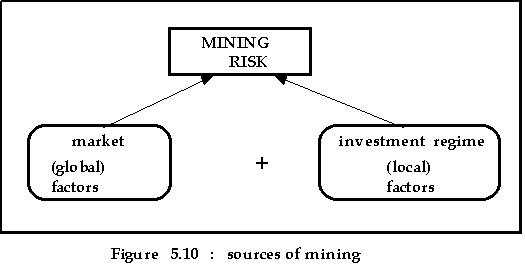 MINING
RISK
market
(global)
factors
+
investment regime
(local)
factors
Figure 5.10 : sources of mining